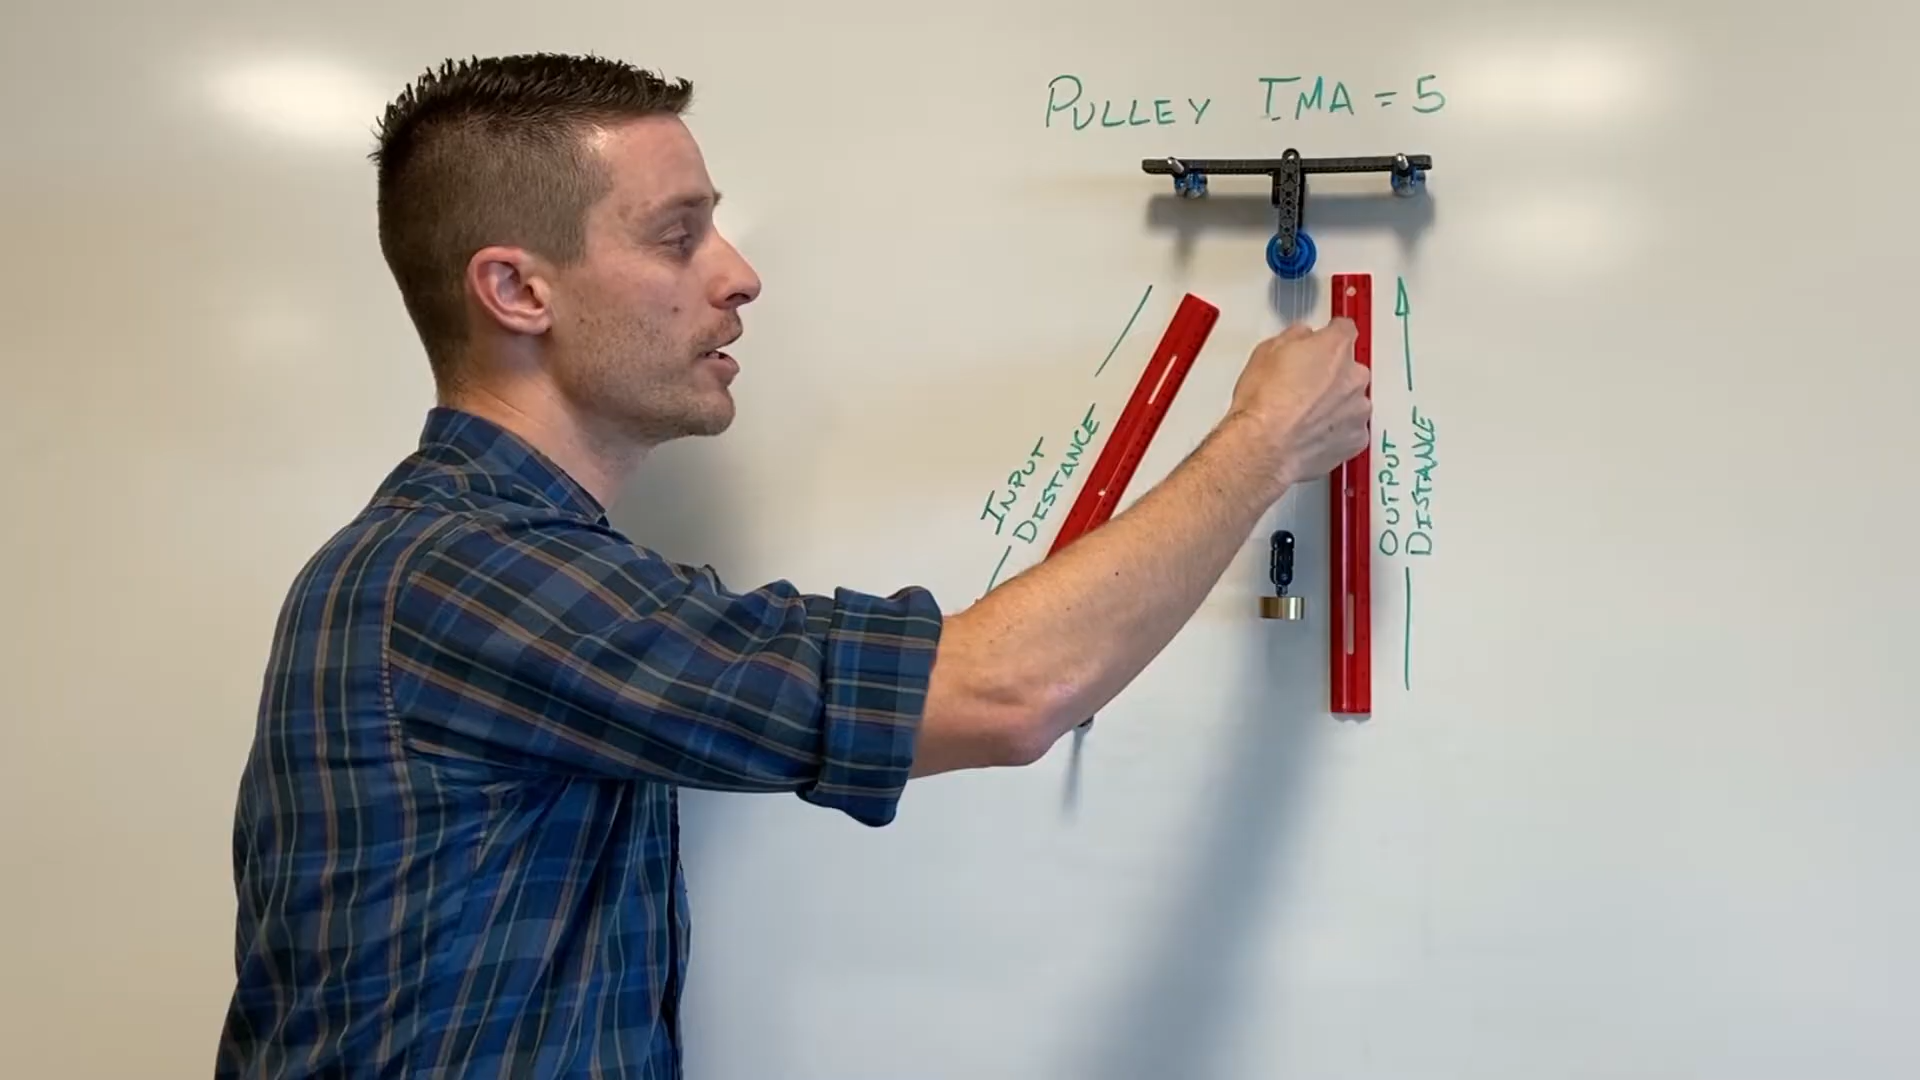 PULLEY IMA = 5
INPUT
DISTANCE
OUTPUT
DISTANCE